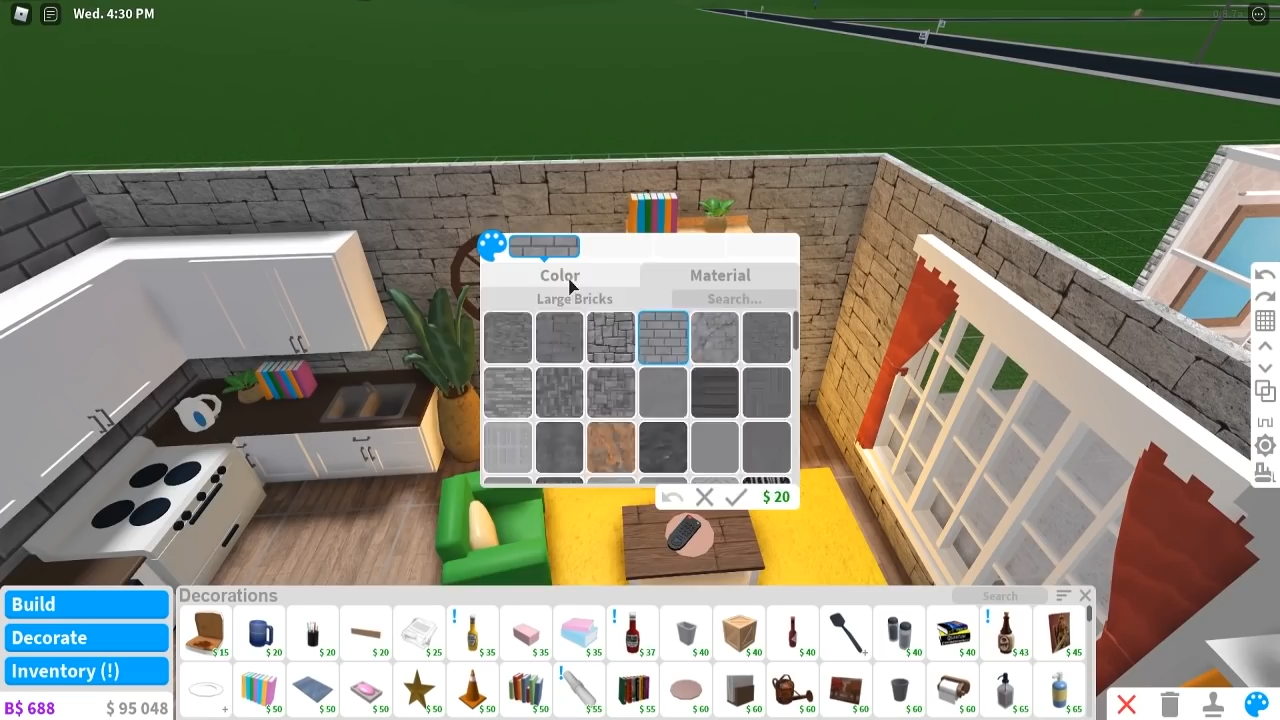 Wed. 4:30 PM
Color
Material
Large Bricks
Search...
$ 20
Build
Decorate
Inventory (!)
B$ 688
$ 95 048
Decorations
Search
$ 15
$ 20
$ 20
$ 20
$ 25
! $ 35
$ 35
$ 35
! $ 37
$ 40
$ 40
$ 40
+
$ 40
$ 40
! $ 43
$ 45
+
$ 50
$ 50
$ 50
$ 50
$ 50
$ 50
! $ 55
$ 55
$ 60
$ 60
$ 60
$ 60
$ 60
$ 60
$ 65
$ 65